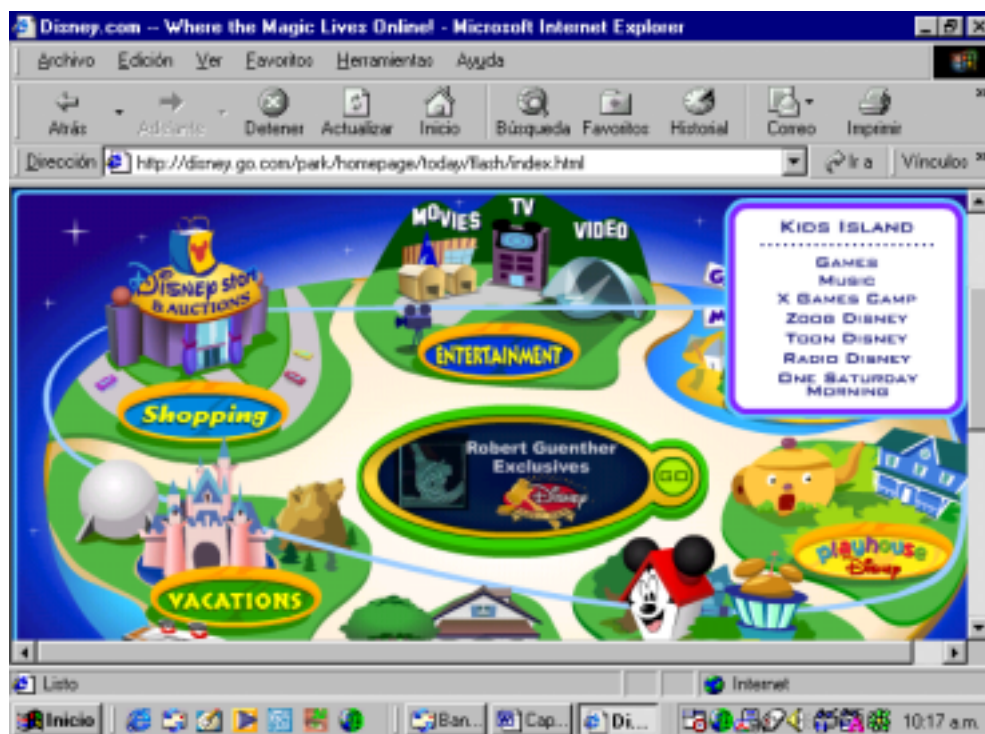 Disney.com -- Where the Magic Lives Online! - Microsoft Internet Explorer
Archivo Edición Ver Favoritos Herramientas Ayuda
Atrás Adelante Detener Actualizar Inicio Búsqueda Favoritos Historial Correo Imprimir
Dirección http://disney.go.com/park/homepage/today/flash/index.html Ir a Vínculos
MOVIES TV VIDEO
DISNEY STORE
& AUCTIONS
ENTERTAINMENT
Shopping
KIDS ISLAND
GAMES
MUSIC
X GAMES CAMP
ZOOG DISNEY
TOON DISNEY
RADIO DISNEY
ONE SATURDAY
MORNING
G
M
Robert Guenther
Exclusives
Disney
GO
playhouse
Disney
VACATIONS
Listo Internet
Inicio Ban... Cap... Di... 10:17 a.m.